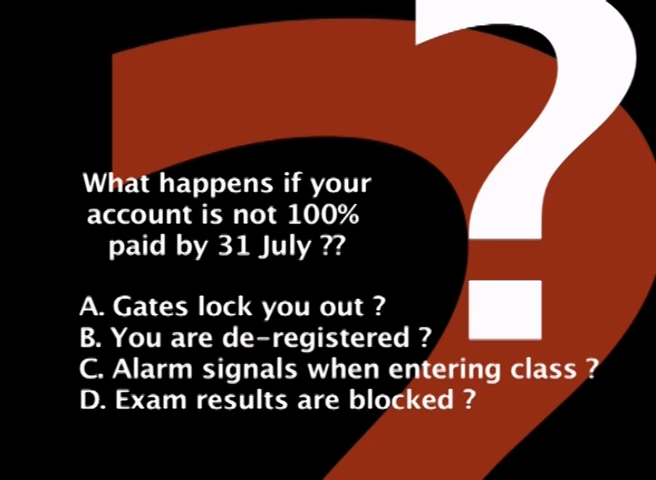 What happens if your
account is not 100%
paid by 31 July ??
A. Gates lock you out ?
B. You are de-registered ?
C. Alarm signals when entering class ?
D. Exam results are blocked ?